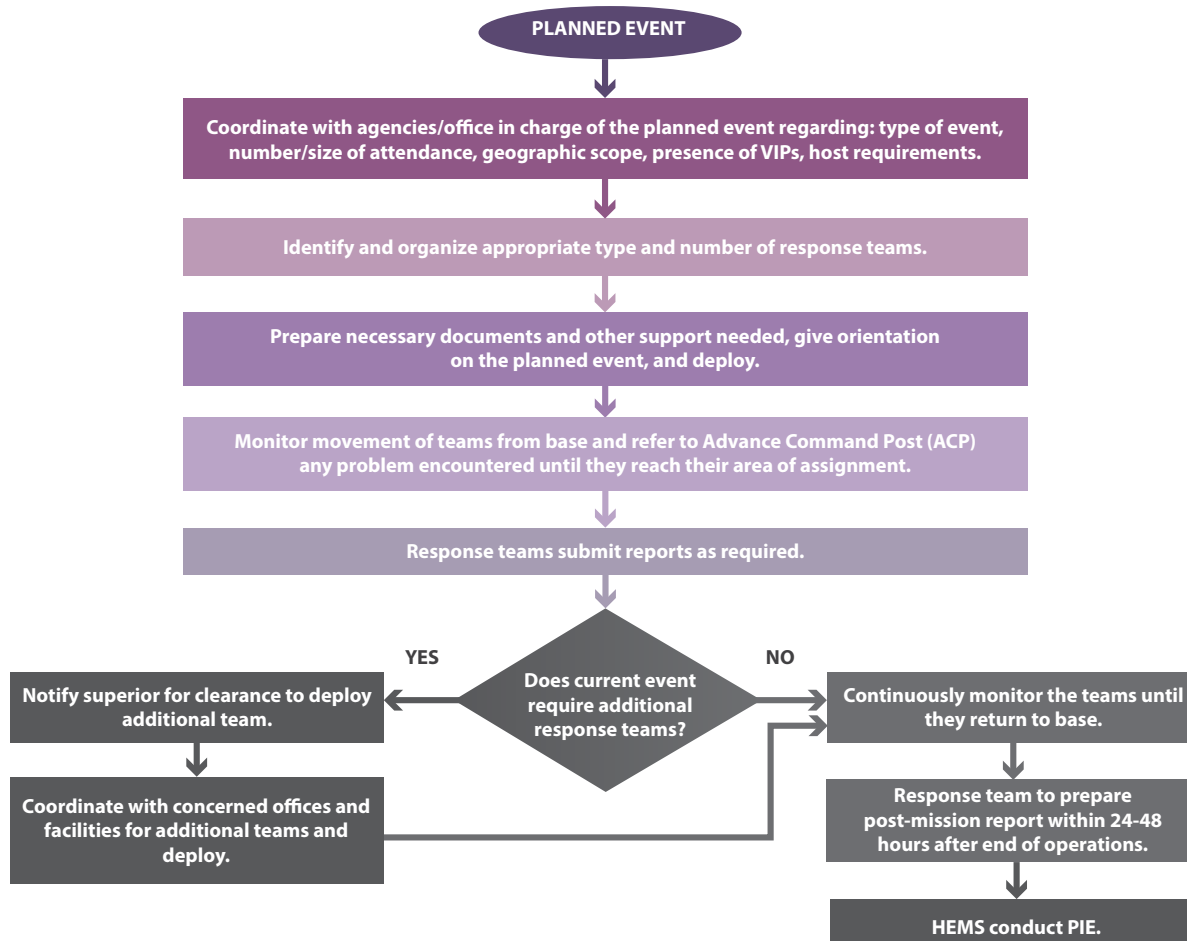 PLANNED EVENT
Coordinate with agencies/office in charge of the planned event regarding: type of event,
number/size of attendance, geographic scope, presence of VIPs, host requirements.
Identify and organize appropriate type and number of response teams.
Prepare necessary documents and other support needed, give orientation
on the planned event, and deploy.
Monitor movement of teams from base and refer to Advance Command Post (ACP)
any problem encountered until they reach their area of assignment.
Response teams submit reports as required.
Does current event
require additional
response teams?
YES
Notify superior for clearance to deploy
additional team.
Coordinate with concerned offices and
facilities for additional teams and
deploy.
NO
Continuously monitor the teams until
they return to base.
Response team to prepare
post-mission report within 24-48
hours after end of operations.
HEMS conduct PIE.